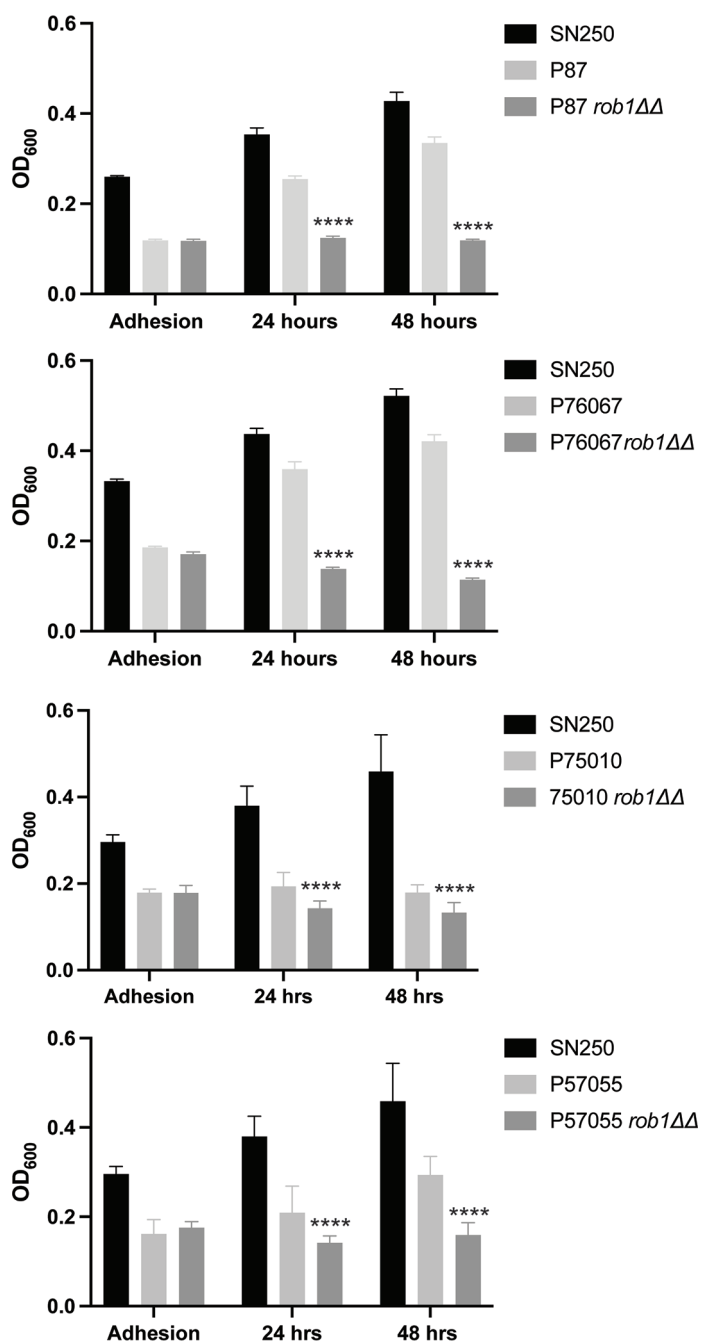 0.6
0.4
0.2
0.0
OD600
SN250
P87
P87 rob1ΔΔ
****
****
Adhesion 24 hours 48 hours
0.6
0.4
0.2
0.0
OD600
SN250
P76067
P76067rob1ΔΔ
****
****
Adhesion 24 hours 48 hours
0.6
0.4
0.2
0.0
OD600
SN250
P75010
75010 rob1ΔΔ
****
****
Adhesion 24 hrs 48 hrs
0.6
0.4
0.2
0.0
OD600
SN250
P57055
P57055 rob1ΔΔ
****
****
Adhesion 24 hrs 48 hrs